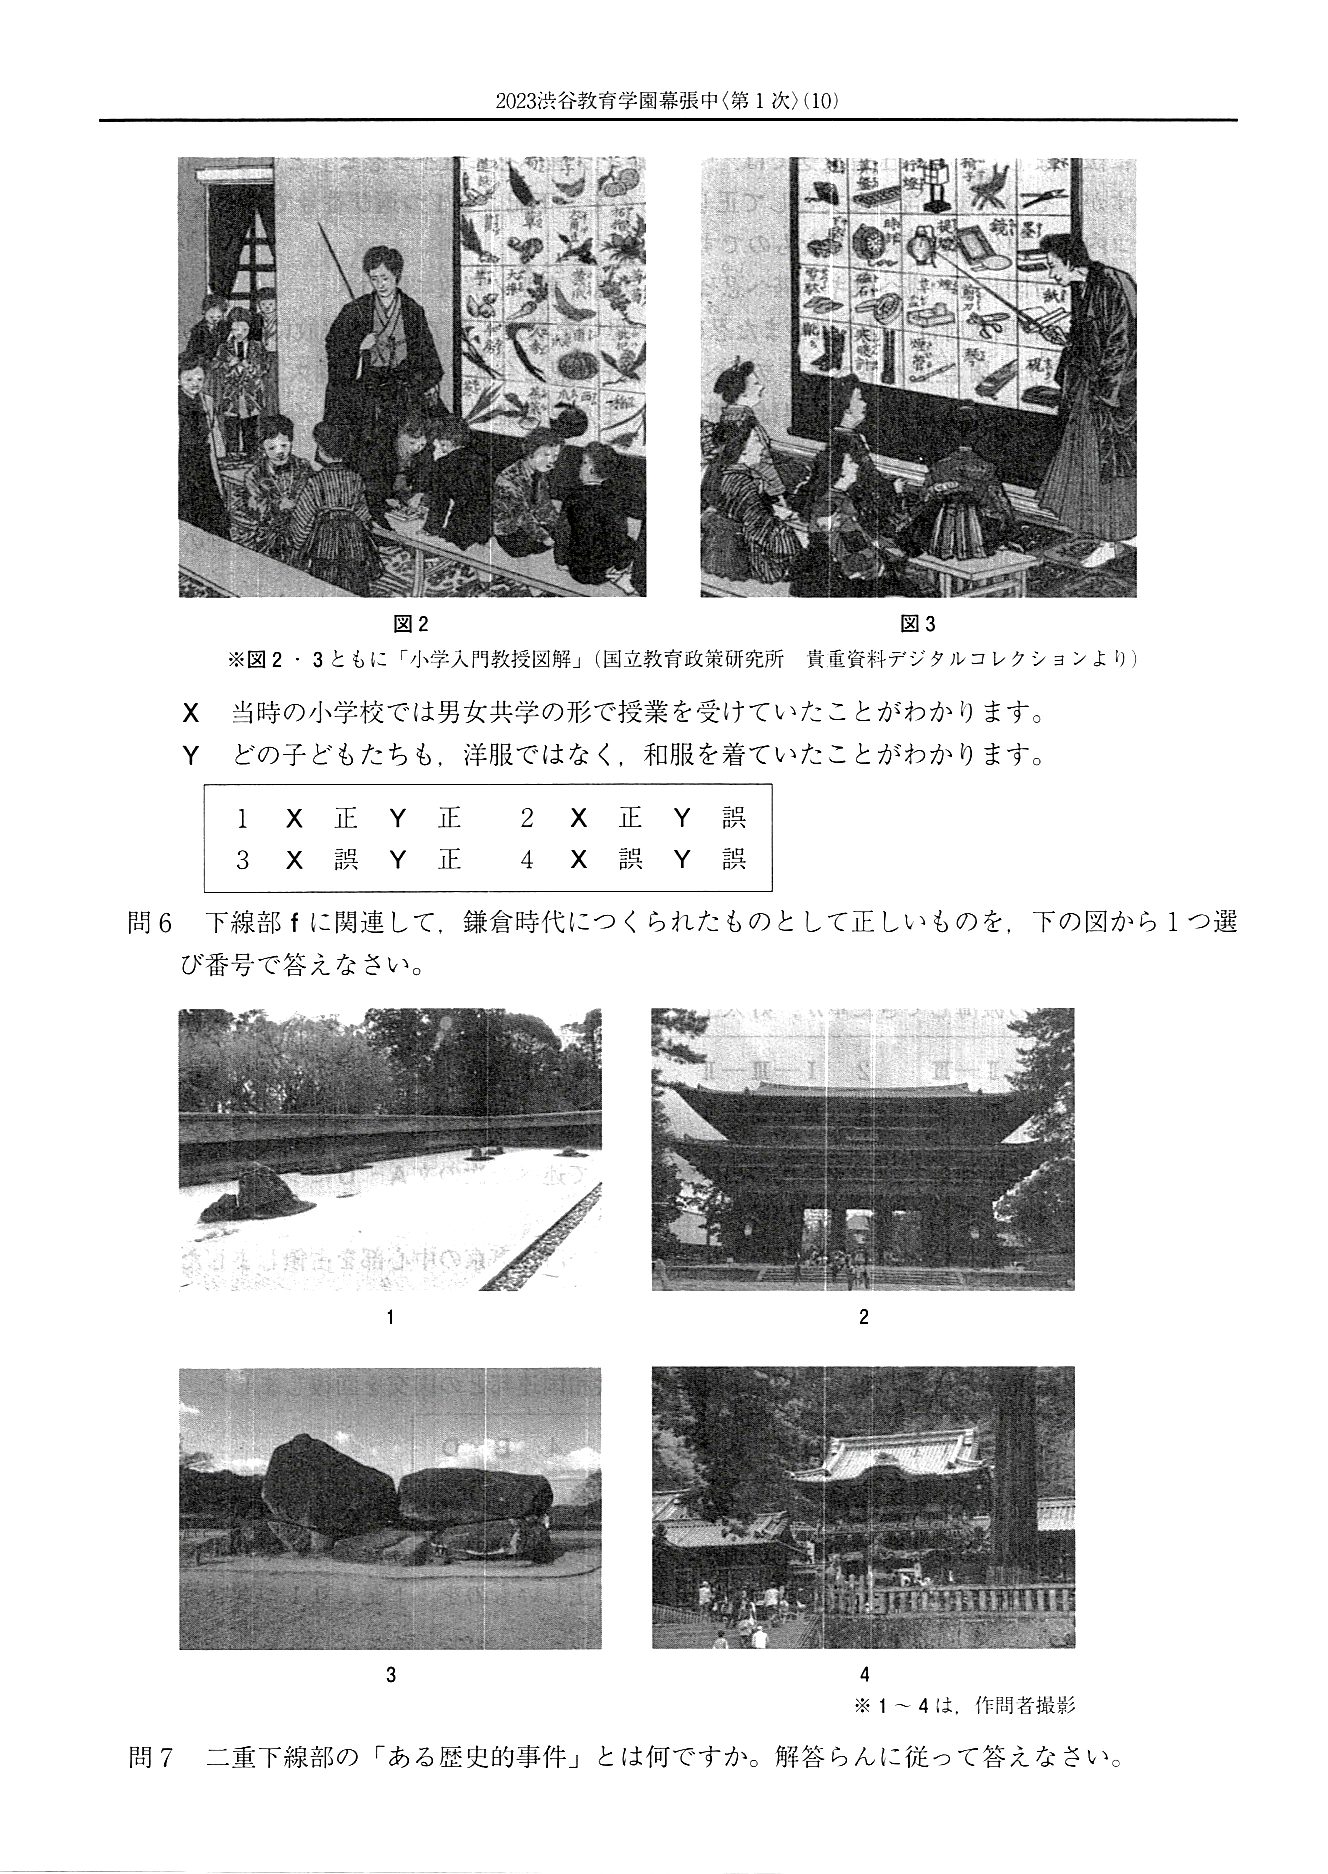 2023渋谷教育学園幕張中〈第1次〉(10)
図2
図3
※図2・3ともに「小学入門教授図解」(国立教育政策研究所　貴重資料デジタルコレクションより)
X　当時の小学校では男女共学の形で授業を受けていたことがわかります。
Y　どの子どもたちも，洋服ではなく，和服を着ていたことがわかります。
1　X　正　Y　正　2　X　正　Y　誤
3　X　誤　Y　正　4　X　誤　Y　誤
問6　下線部fに関連して，鎌倉時代につくられたものとして正しいものを，下の図から1つ選
び番号で答えなさい。
1
2
3
4
※1～4は，作問者撮影
問7　二重下線部の「ある歴史的事件」とは何ですか。解答らんに従って答えなさい。